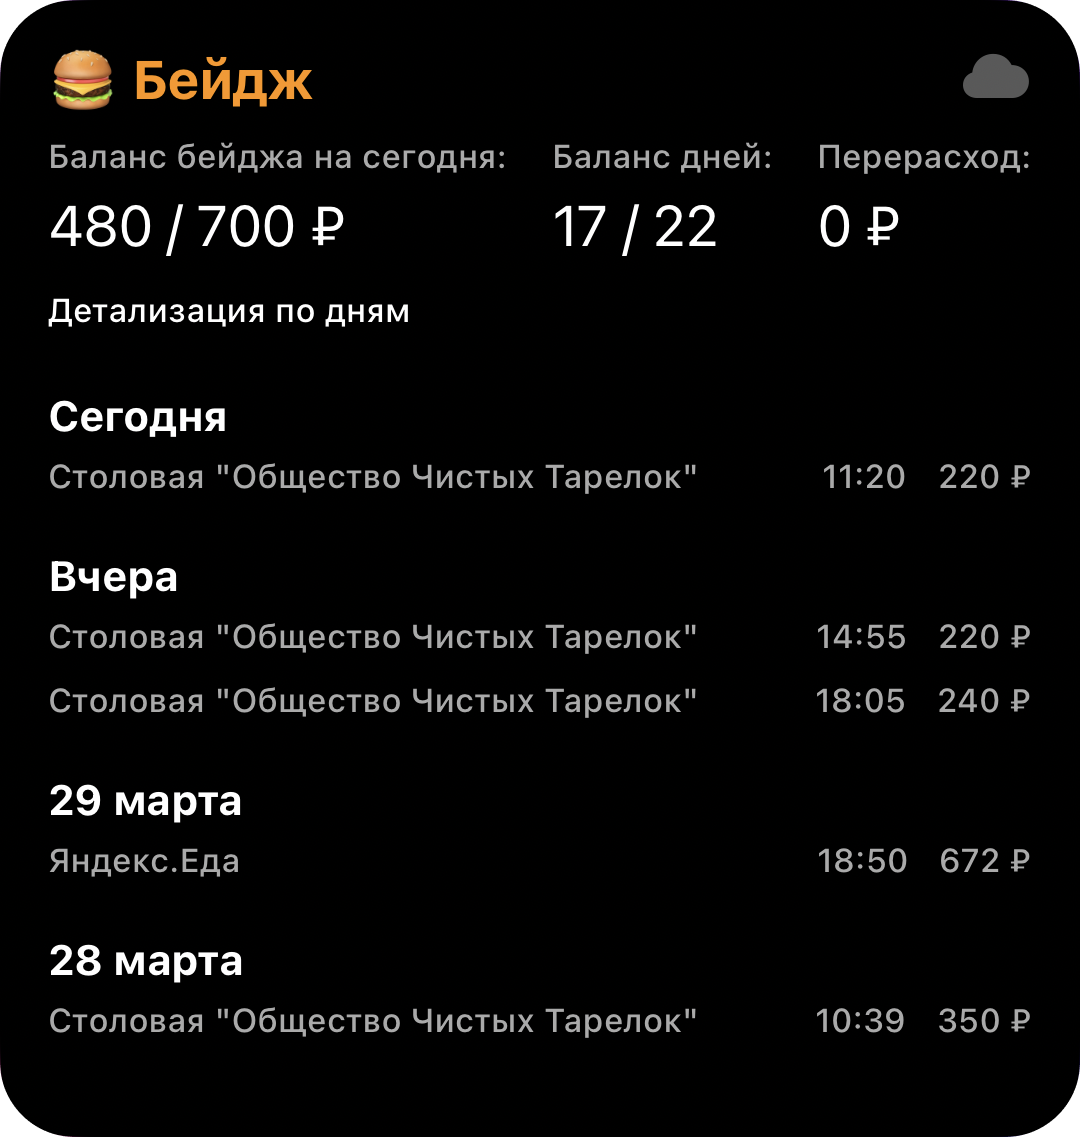 Бейдж
Баланс бейджа на сегодня: Баланс дней: Перерасход:
480 / 700 ₽ 17 / 22 0 ₽
Детализация по дням
Сегодня
Столовая "Общество Чистых Тарелок" 11:20 220 ₽
Вчера
Столовая "Общество Чистых Тарелок" 14:55 220 ₽
Столовая "Общество Чистых Тарелок" 18:05 240 ₽
29 марта
Яндекс.Еда 18:50 672 ₽
28 марта
Столовая "Общество Чистых Тарелок" 10:39 350 ₽